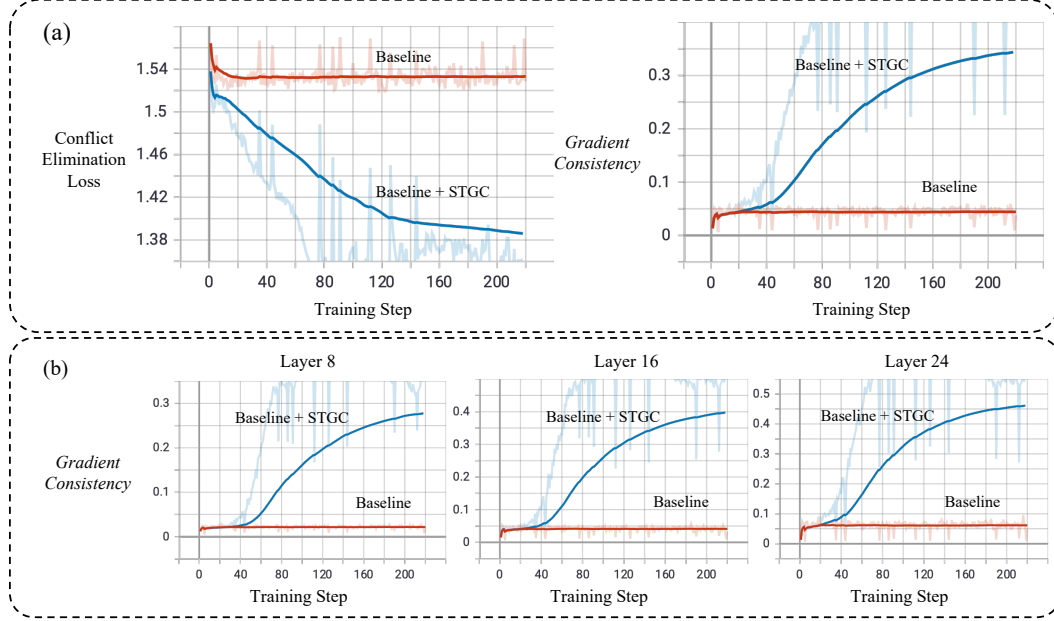 (a)
Conflict
Elimination
Loss
1.54
1.5
1.46
1.42
1.38
Baseline
Baseline + STGC
0 40 80 120 160 200
Training Step
Gradient
Consistency
0.3
0.2
0.1
0
Baseline + STGC
Baseline
0 40 80 120 160 200
Training Step
(b)
Gradient
Consistency
Layer 8
0.3
0.2
0.1
0
Baseline + STGC
Baseline
0 40 80 120 160 200
Training Step
Layer 16
0.4
0.3
0.2
0.1
0
Baseline + STGC
Baseline
0 40 80 120 160 200
Training Step
Layer 24
0.5
0.4
0.3
0.2
0.1
0
Baseline + STGC
Baseline
0 40 80 120 160 200
Training Step